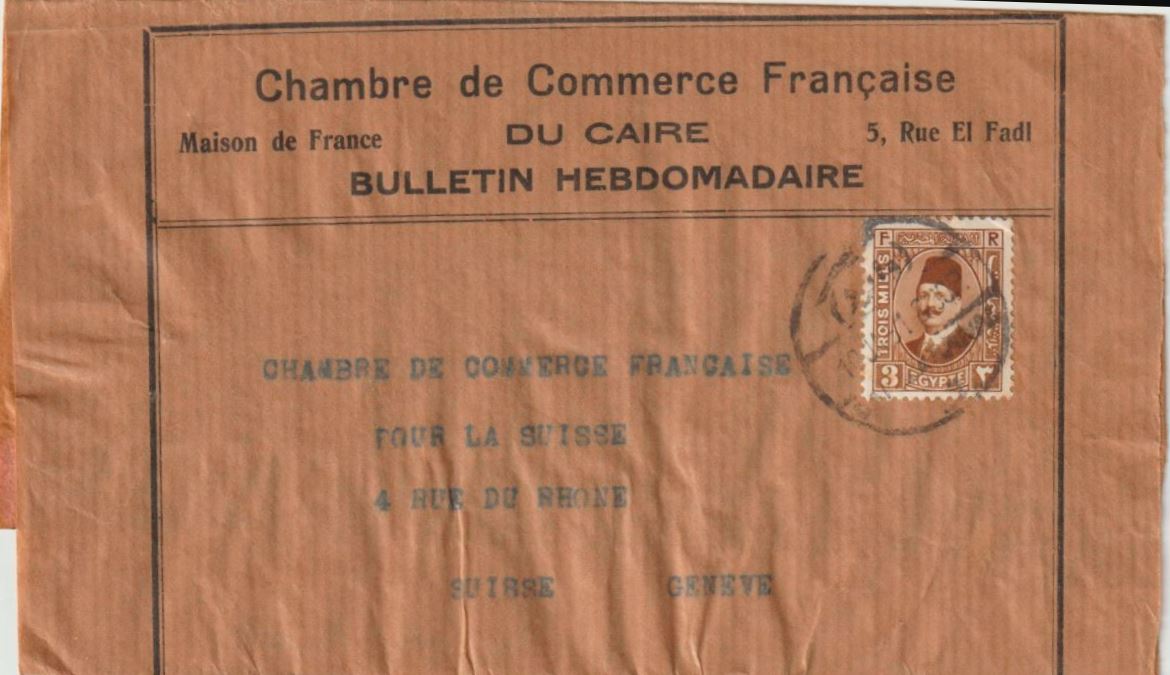 Chambre de Commerce Française
Maison de France DU CAIRE 5, Rue El Fadl
BULLETIN HEBDOMADAIRE
F R
TROIS MILLS
3 EGYPTE ٣
CHAMBRE DE COMMERCE FRANCAISE
POUR LA SUISSE
4 RUE DU RHONE
SUISSE GENEVE